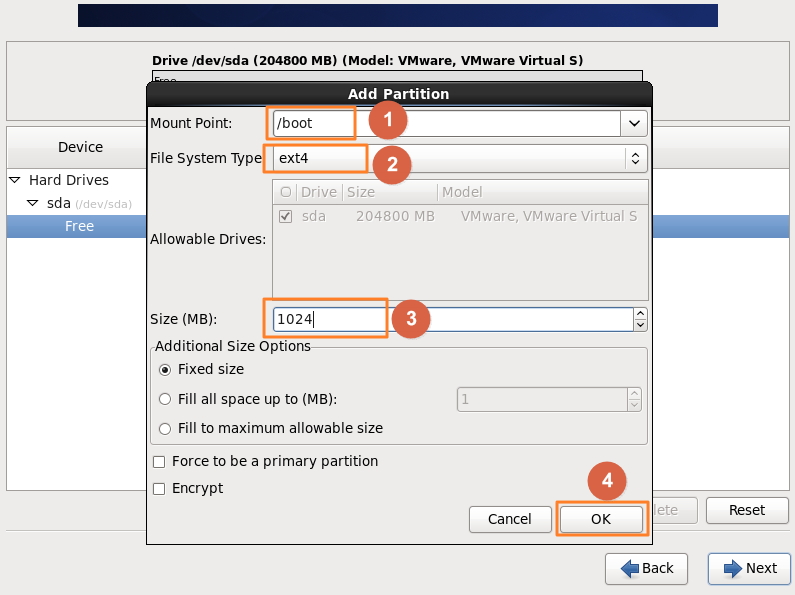 Drive /dev/sda (204800 MB) (Model: VMware, VMware Virtual S)
Free
Add Partition
Mount Point: /boot 1
File System Type ext4 2
Device
Hard Drives
sda (/dev/sda)
Free
Allowable Drives:
Drive Size Model
sda 204800 MB VMware, VMware Virtual S
Size (MB): 1024 3
Additional Size Options
Fixed size
Fill all space up to (MB): 1
Fill to maximum allowable size
Force to be a primary partition
Encrypt
4
Cancel OK
Reset
Back Next